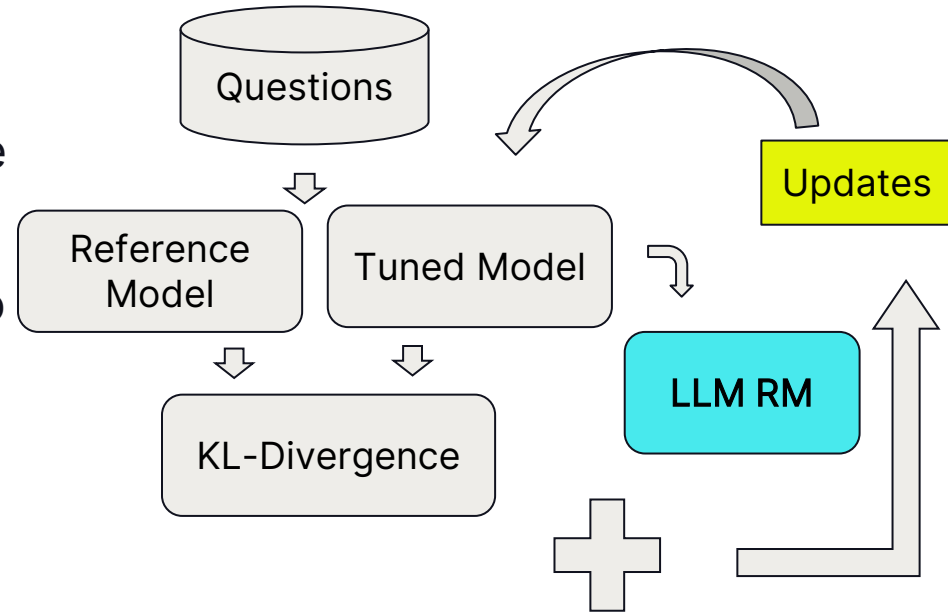 Questions
e
Updates
Reference
Model
Tuned Model
LLM RM
KL-Divergence